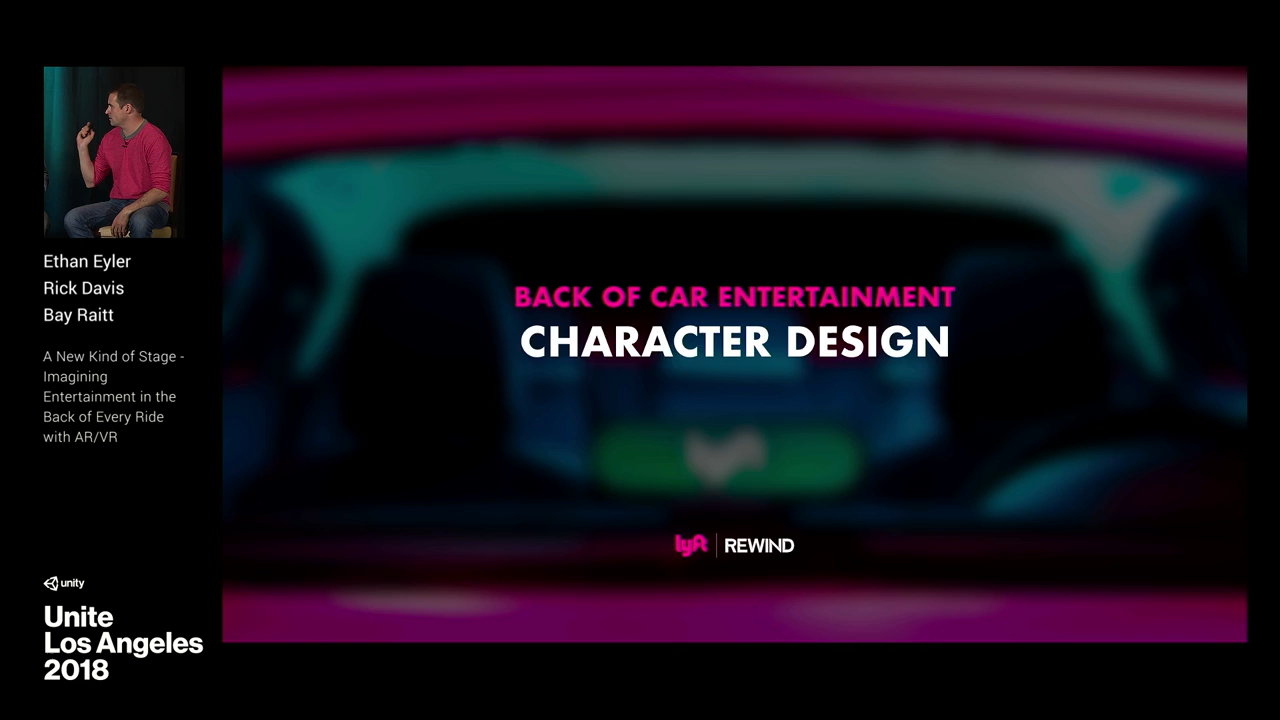 Ethan Eyler
Rick Davis
Bay Raitt
A New Kind of Stage -
Imagining
Entertainment in the
Back of Every Ride
with AR/VR
unity
Unite
Los Angeles
2018
BACK OF CAR ENTERTAINMENT
CHARACTER DESIGN
lyft REWIND